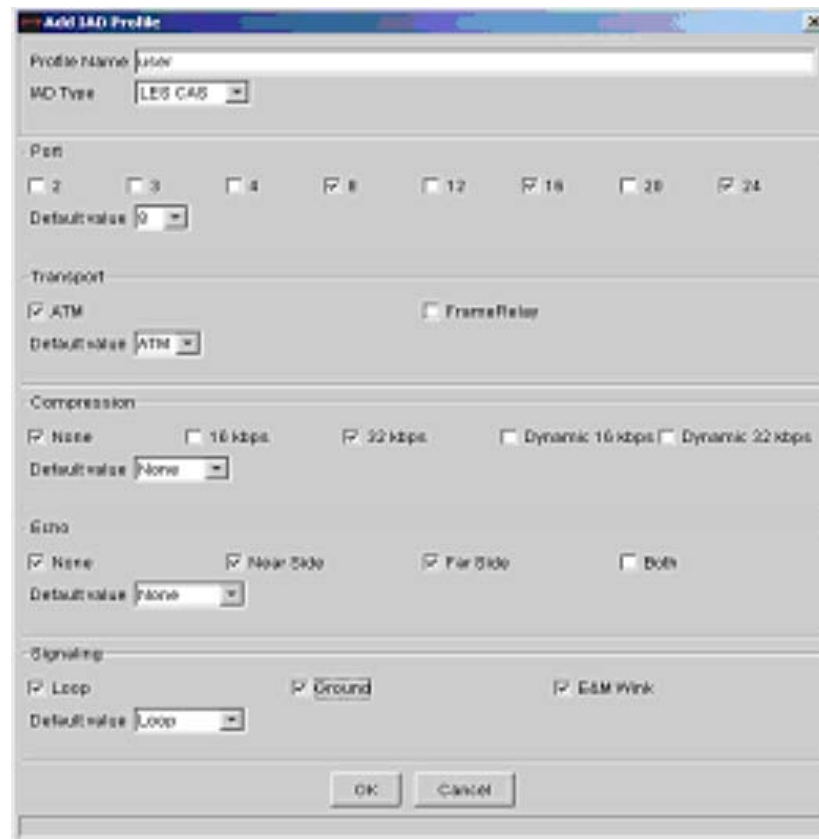 Add IAD Profile
Profile Name user
IAD Type LES CAS
Port
2 3 4 8 12 16 20 24
Default value 8
Transport
ATM FrameRelay
Default value ATM
Compression
None 16 kbps 32 kbps Dynamic 16 kbps Dynamic 32 kbps
Default value None
Echo
None Near Side Far Side Both
Default value None
Signaling
Loop Ground E&M Wink
Default value Loop
OK Cancel